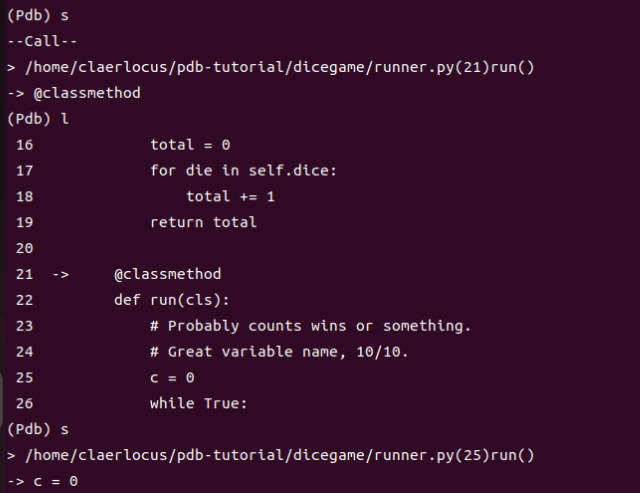 (Pdb) s
--Call--
> /home/claerlocus/pdb-tutorial/dicegame/runner.py(21)run()
-> @classmethod
(Pdb) l
 16             total = 0
 17             for die in self.dice:
 18                 total += 1
 19             return total
 20
 21  ->     @classmethod
 22         def run(cls):
 23             # Probably counts wins or something.
 24             # Great variable name, 10/10.
 25             c = 0
 26             while True:
(Pdb) s
> /home/claerlocus/pdb-tutorial/dicegame/runner.py(25)run()
-> c = 0